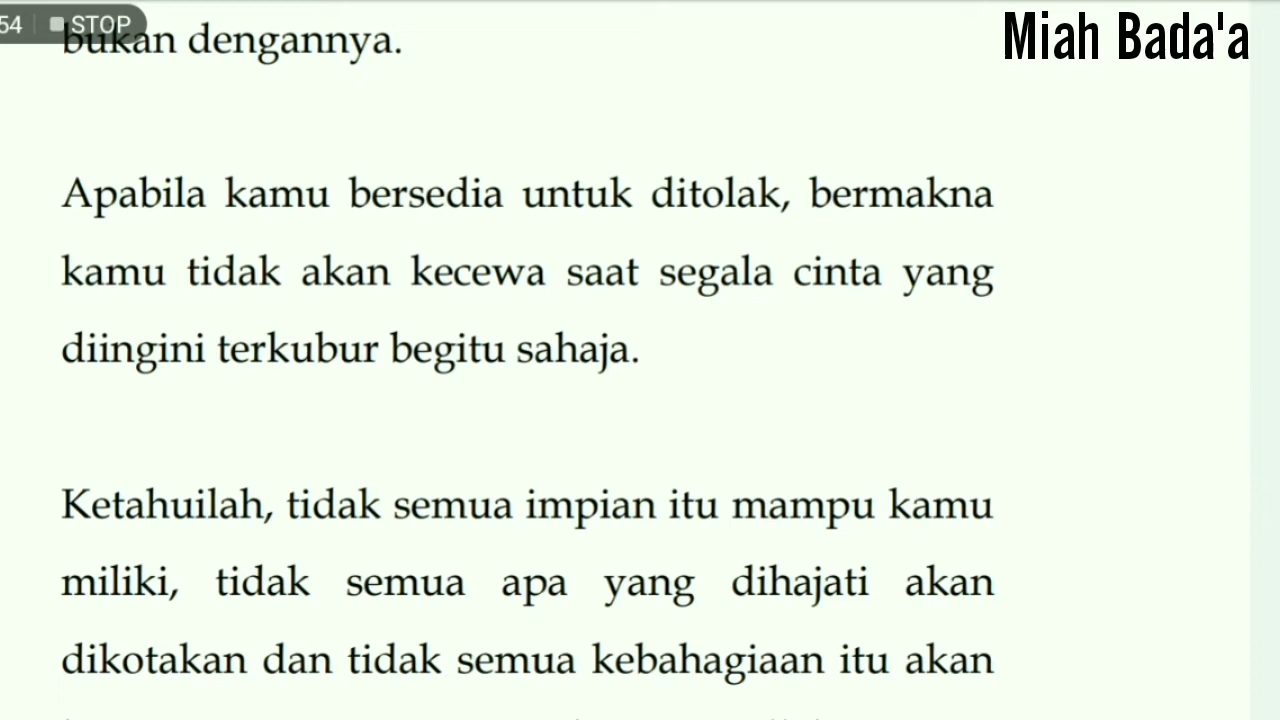 54 STOP
Miah Bada'a
bukan dengannya.
Apabila kamu bersedia untuk ditolak, bermakna
kamu tidak akan kecewa saat segala cinta yang
diingini terkubur begitu sahaja.
Ketahuilah, tidak semua impian itu mampu kamu
miliki, tidak semua apa yang dihajati akan
dikotakan dan tidak semua kebahagiaan itu akan